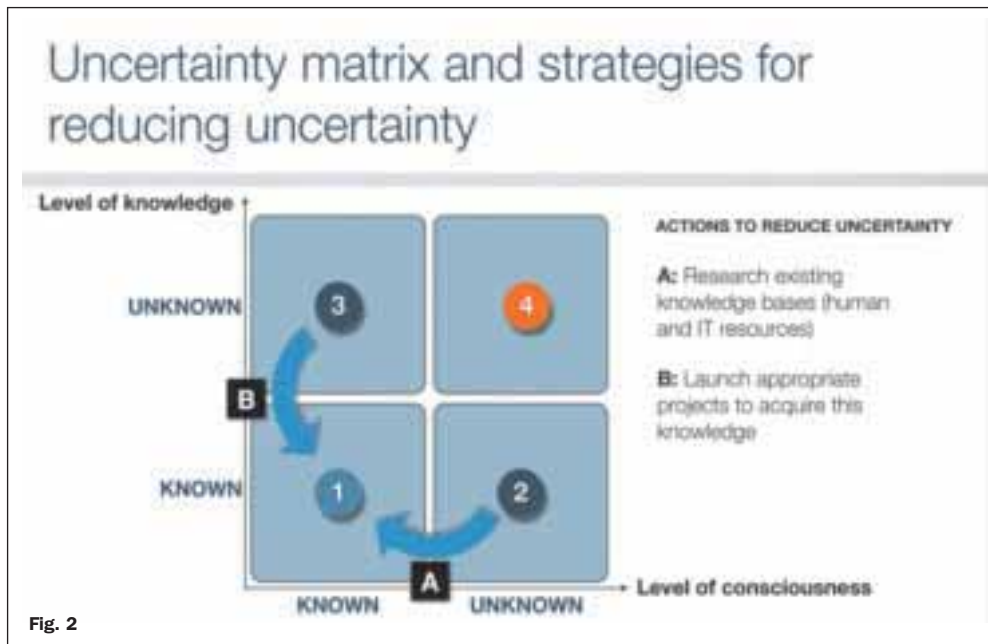 Uncertainty matrix and strategies for
reducing uncertainty
Level of knowledge
ACTIONS TO REDUCE UNCERTAINTY
A: Research existing
knowledge bases (human
and IT resources)
B: Launch appropriate
projects to acquire this
knowledge
UNKNOWN
3
4
B
KNOWN
1
2
A
Level of consciousness
KNOWN
UNKNOWN
Fig. 2